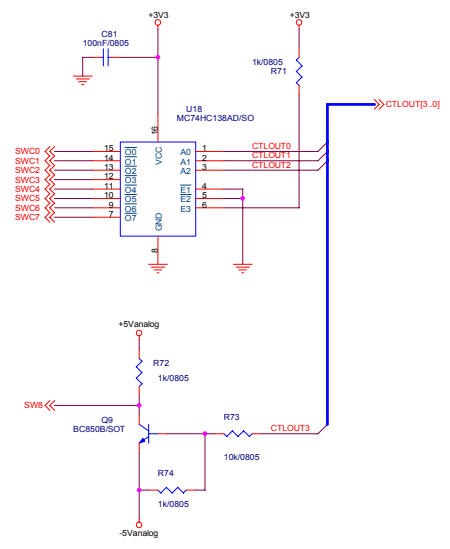 +3V3
+3V3
C81
100nF/0805
1k/0805
R71
CTLOUT[3..0]
U18
MC74HC138AD/SO
16
VCC
SWC0 15 O0 A0 1 CTLOUT0
SWC1 14 O1 A1 2 CTLOUT1
SWC2 13 O2 A2 3 CTLOUT2
SWC3 12 O3
SWC4 11 O4 E1 4
SWC5 10 O5 E2 5
SWC6 9 O6 E3 6
SWC7 7 O7
GND
8
+5Vanalog
R72
1k/0805
SW8
Q9
BC850B/SOT
R73
CTLOUT3
10k/0805
R74
1k/0805
-5Vanalog